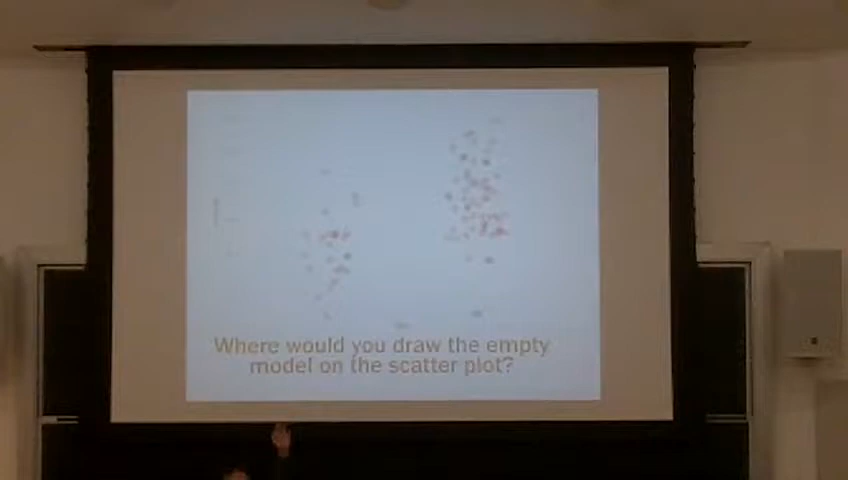 Where would you draw the empty
model on the scatter plot?